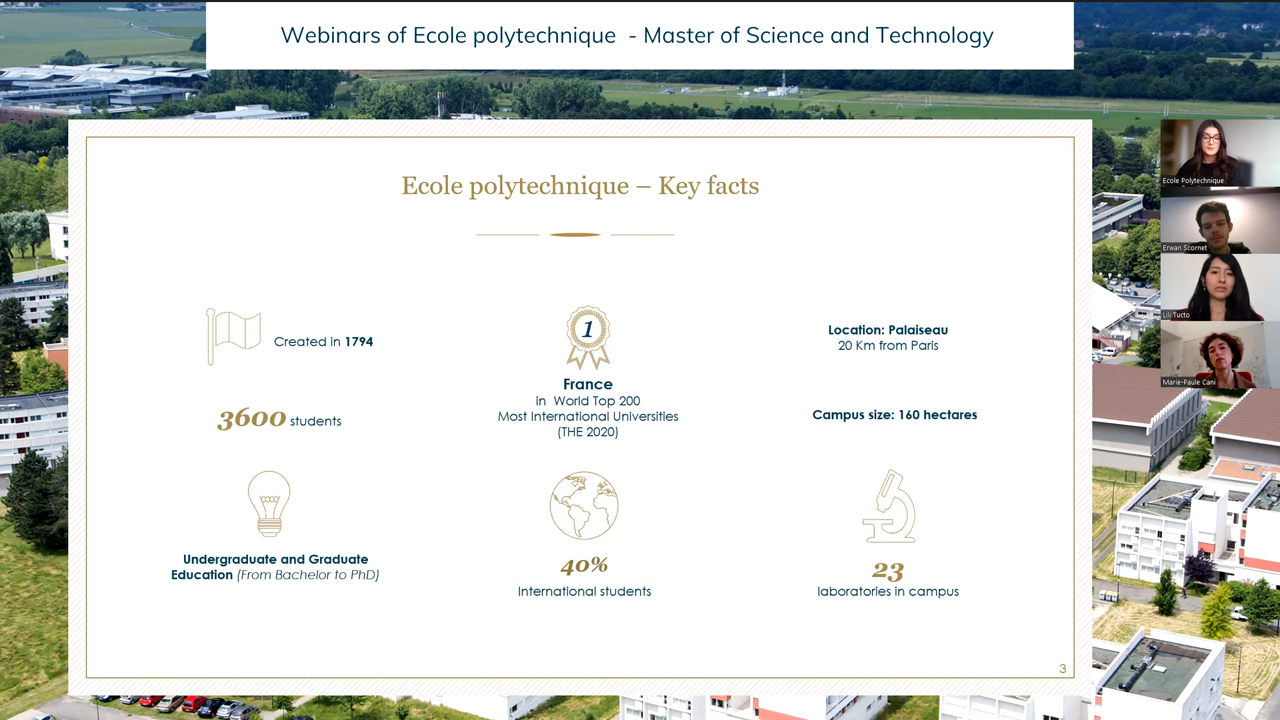 Webinars of Ecole polytechnique - Master of Science and Technology
Ecole polytechnique – Key facts
Created in 1794
3600 students
Undergraduate and Graduate
Education (From Bachelor to PhD)
1
France
in World Top 200
Most International Universities
(THE 2020)
40%
International students
Location: Palaiseau
20 Km from Paris
Campus size: 160 hectares
23
laboratories in campus
3
Ecole Polytechnique
Erwan Scornet
Lili Tucto
Marie-Paule Cani